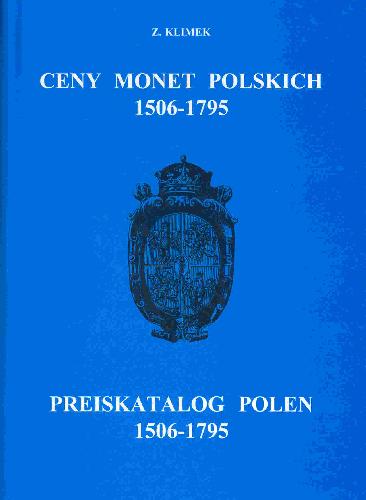 Z. KLIMEK
CENY MONET POLSKICH
1506-1795
PREISKATALOG POLEN
1506-1795